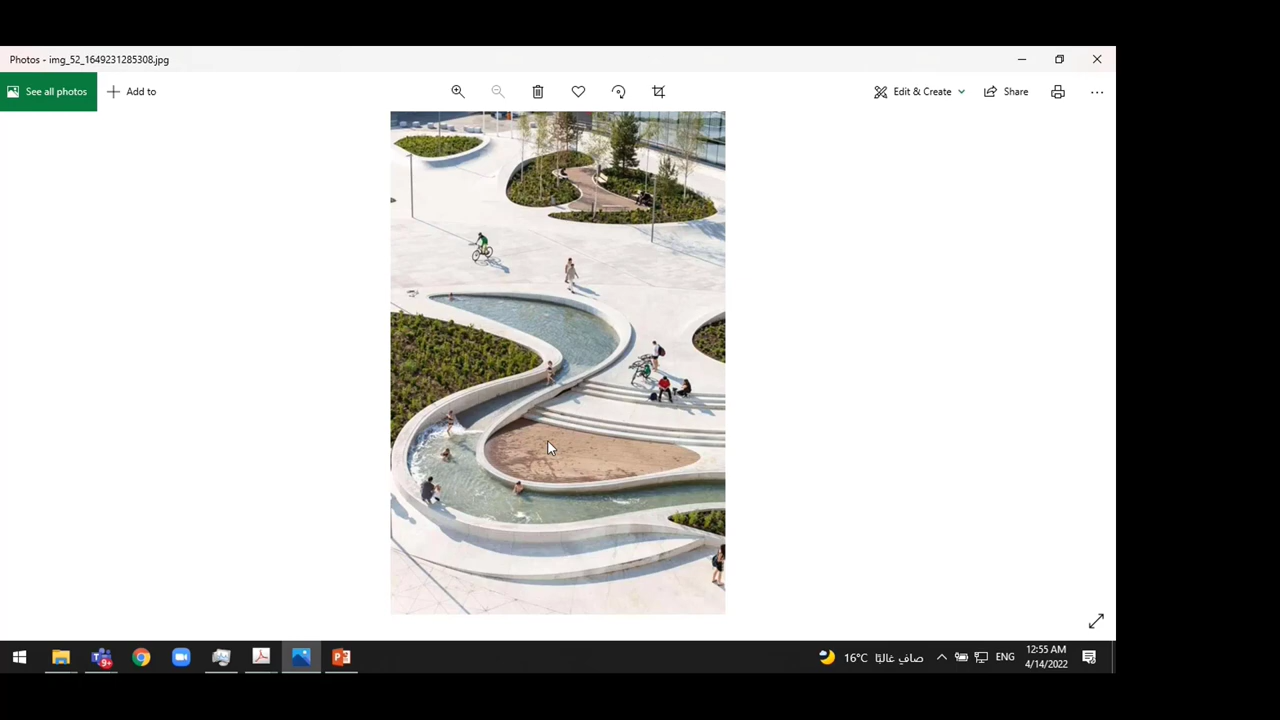 Photos - img_52_1649231285308.jpg
See all photos
Add to
Edit & Create
Share
9+
16°C صافٍ غالبًا
ENG
12:55 AM
4/14/2022